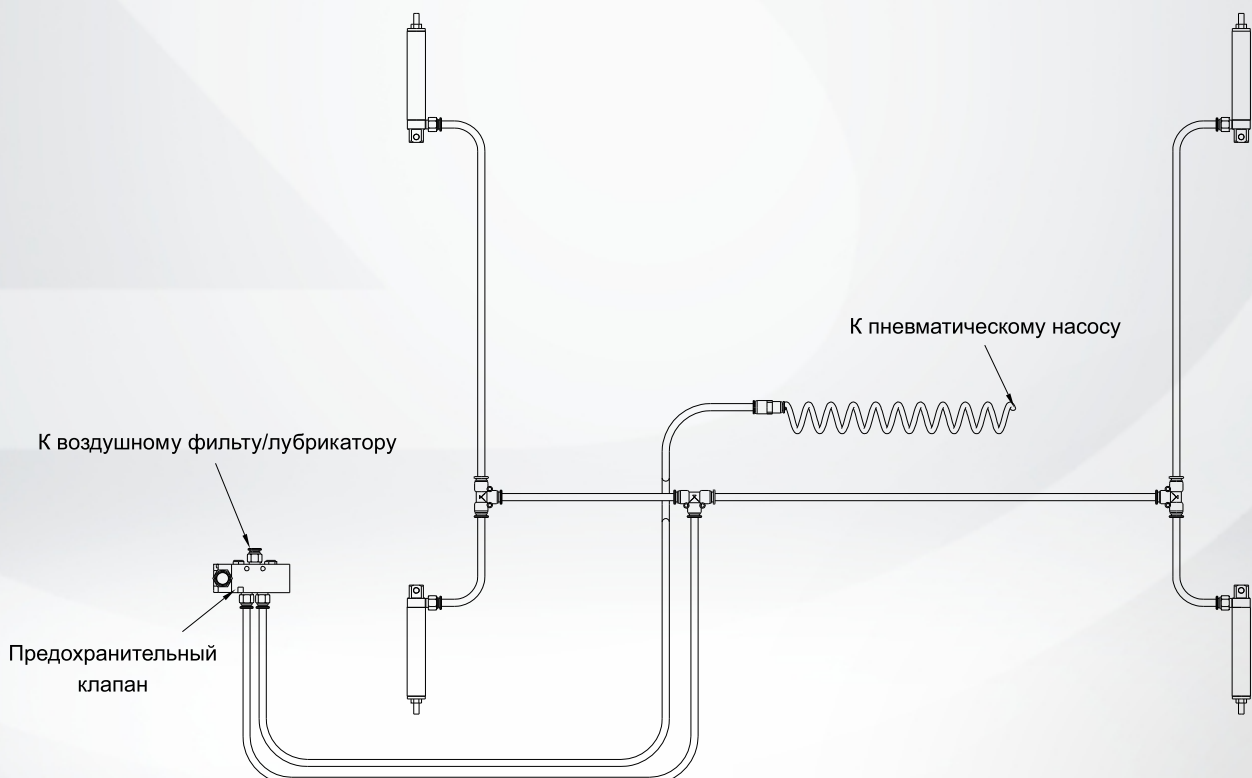 К пневматическому насосу
К воздушному фильту/лубрикатору
Предохранительный
клапан